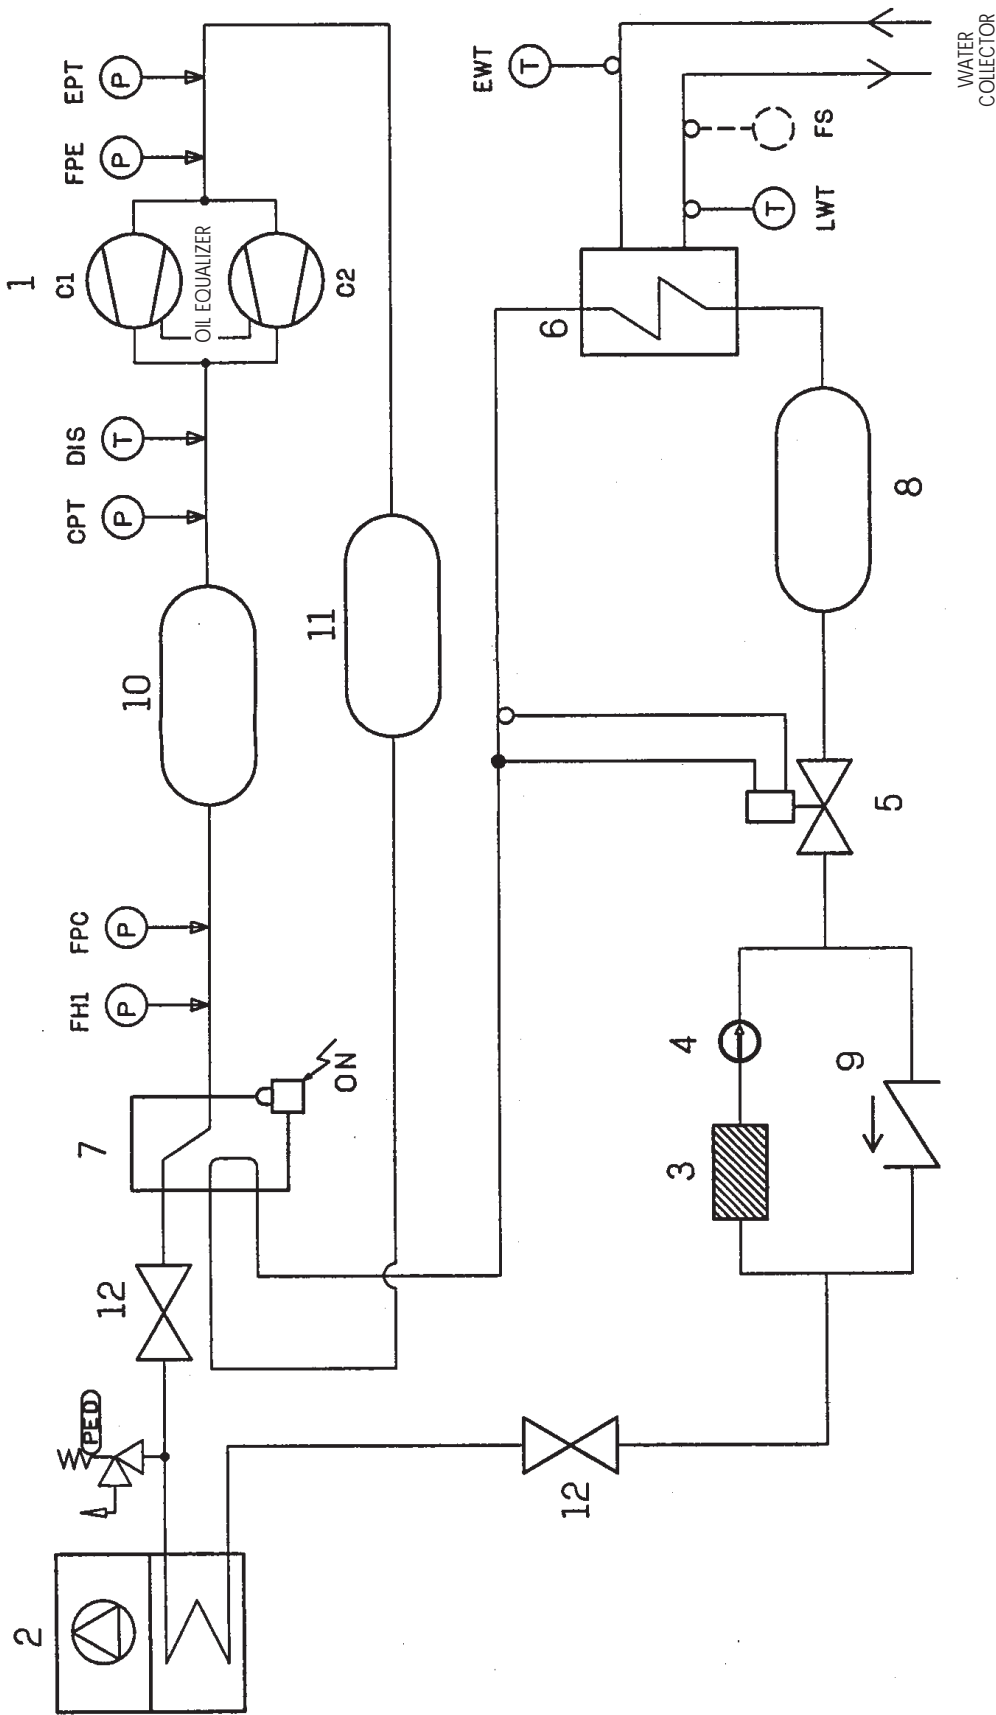 2
PED
12
7
ON
FH1
P
FPC
P
10
CPT
P
DIS
T
1
C1
OIL EQUALIZER
C2
FPE
P
EPT
P
11
12
EWT
T
6
FS
LWT
T
WATER
COLLECTOR
3
4
9
5
8